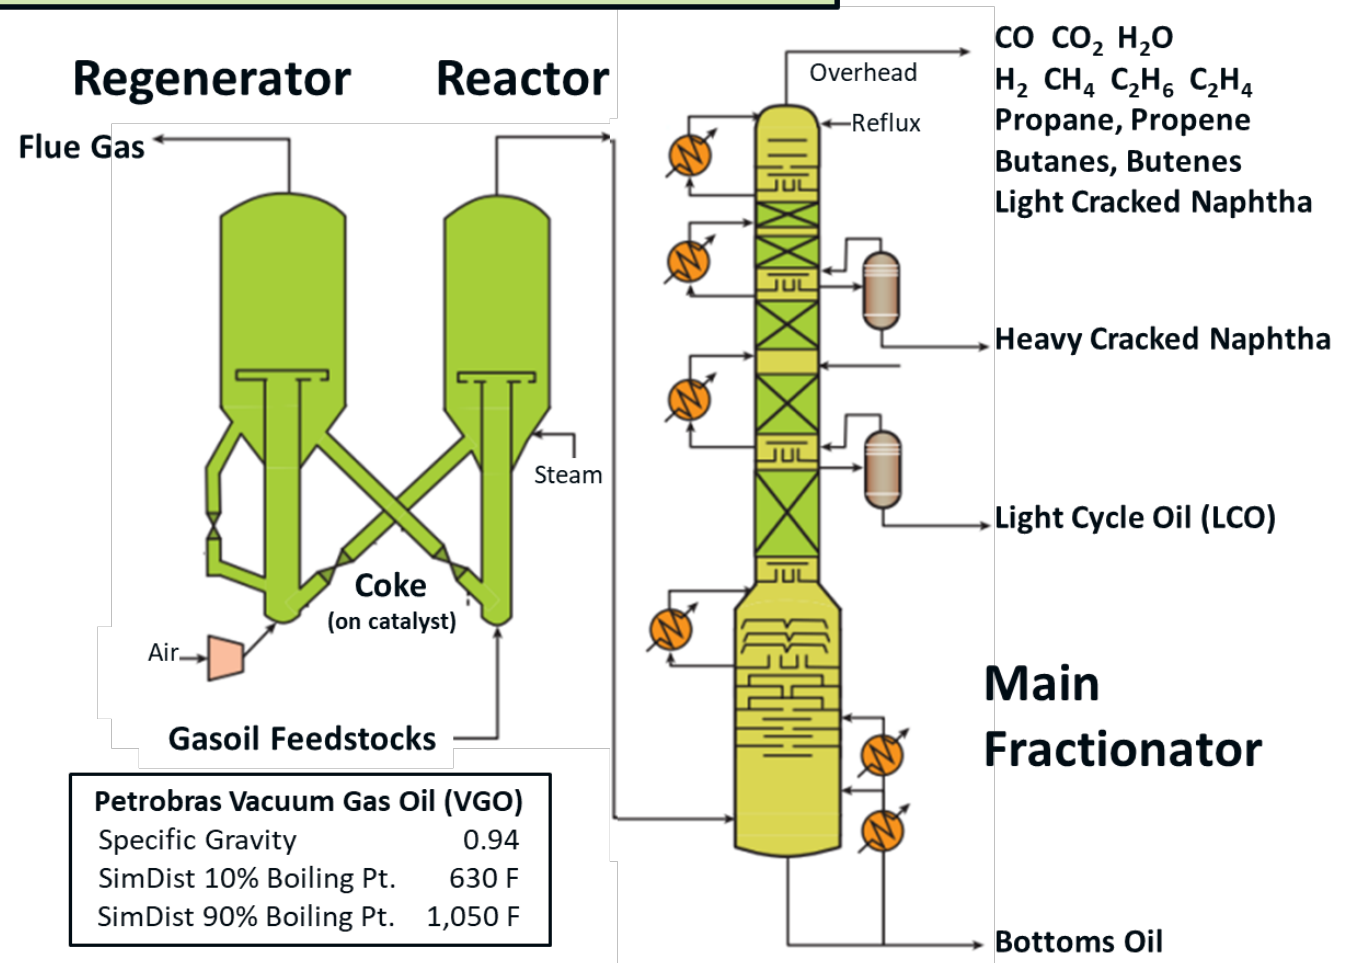 Regenerator
Reactor
Flue Gas
Overhead
Reflux
CO CO₂ H₂O
H₂ CH₄ C₂H₆ C₂H₄
Propane, Propene
Butanes, Butenes
Light Cracked Naphtha
Heavy Cracked Naphtha
Steam
Light Cycle Oil (LCO)
Coke
(on catalyst)
Air
Gasoil Feedstocks
Main
Fractionator
Petrobras Vacuum Gas Oil (VGO)
Specific Gravity 0.94
SimDist 10% Boiling Pt. 630 F
SimDist 90% Boiling Pt. 1,050 F
Bottoms Oil